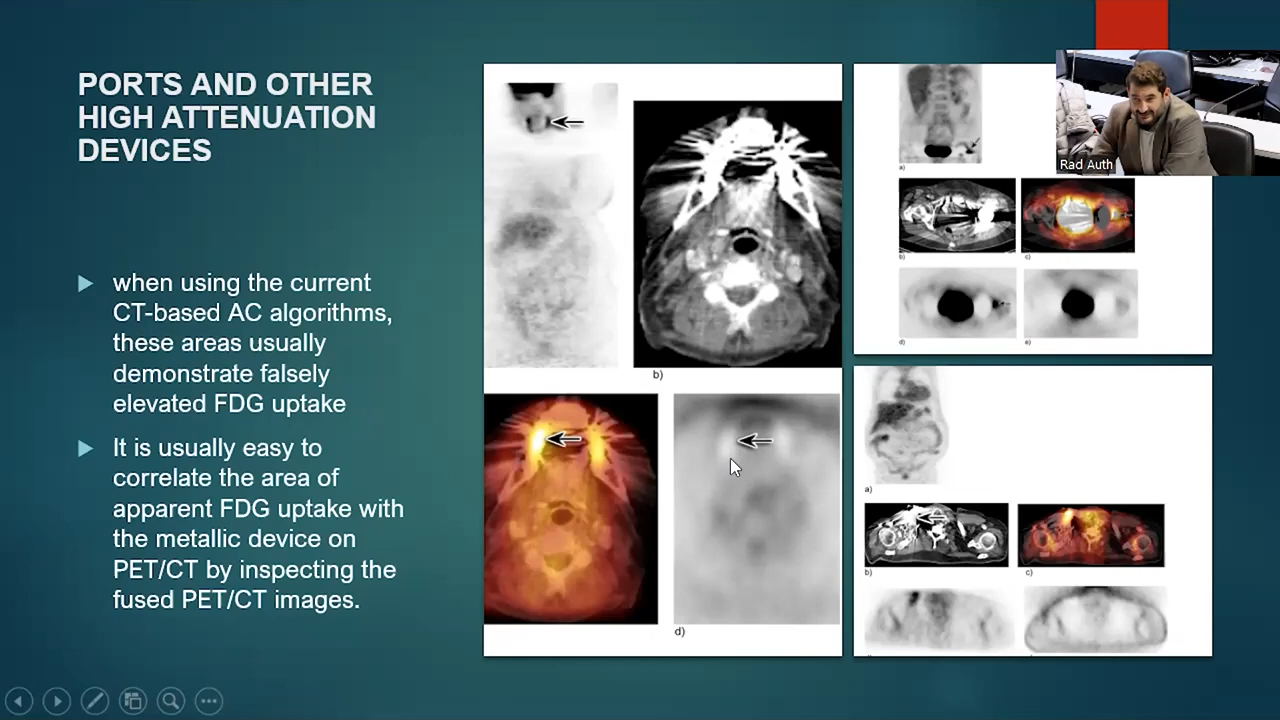 PORTS AND OTHER
HIGH ATTENUATION
DEVICES
when using the current
CT-based AC algorithms,
these areas usually
demonstrate falsely
elevated FDG uptake
It is usually easy to
correlate the area of
apparent FDG uptake with
the metallic device on
PET/CT by inspecting the
fused PET/CT images.
b)
d)
a)
b)
c)
d)
e)
a)
b)
c)
Rad Auth